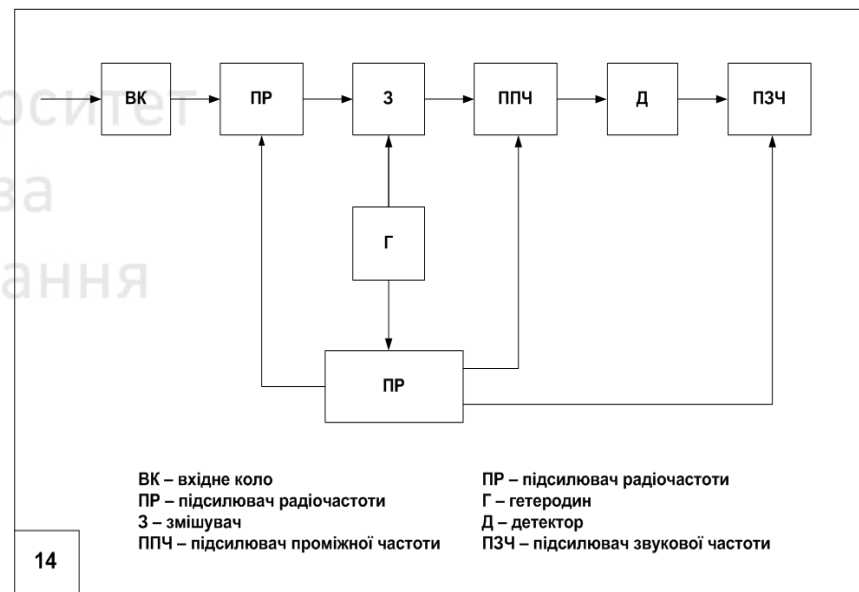 ВК
ПР
З
ППЧ
Д
ПЗЧ
Г
ПР
ВК – вхідне коло
ПР – підсилювач радіочастоти
З – змішувач
ППЧ – підсилювач проміжної частоти
ПР – підсилювач радіочастоти
Г – гетеродин
Д – детектор
ПЗЧ – підсилювач звукової частоти
14